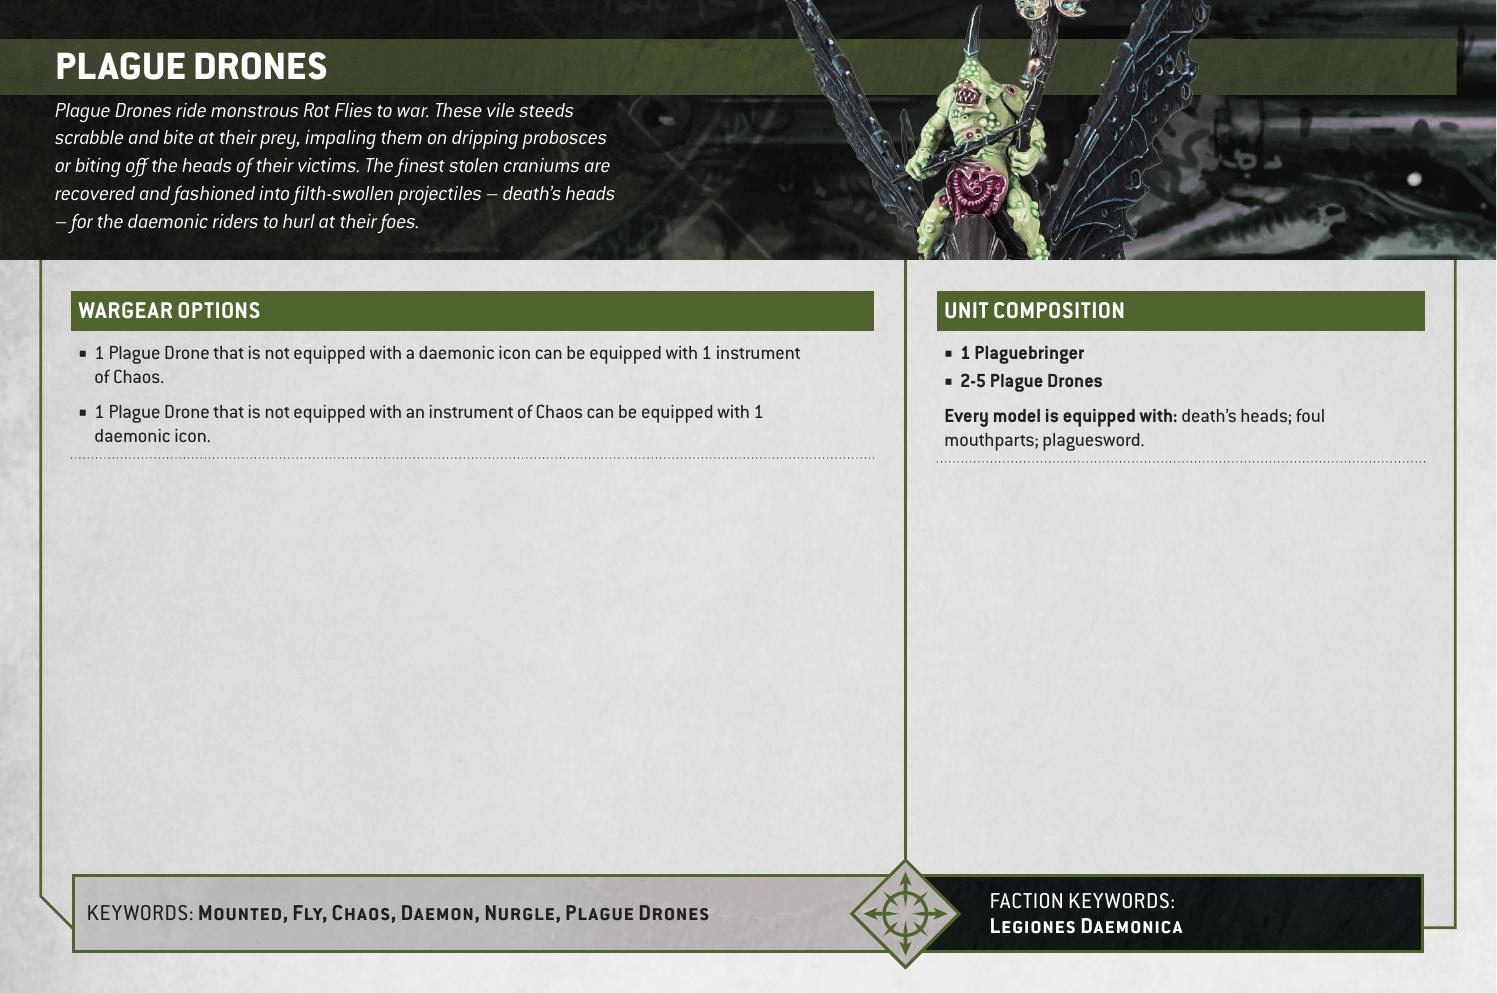 PLAGUE DRONES
Plague Drones ride monstrous Rot Flies to war. These vile steeds
scrabble and bite at their prey, impaling them on dripping probosces
or biting off the heads of their victims. The finest stolen craniums are
recovered and fashioned into filth-swollen projectiles – death’s heads
– for the daemonic riders to hurl at their foes.
WARGEAR OPTIONS
▪ 1 Plague Drone that is not equipped with a daemonic icon can be equipped with 1 instrument
of Chaos.
▪ 1 Plague Drone that is not equipped with an instrument of Chaos can be equipped with 1
daemonic icon.
UNIT COMPOSITION
▪ 1 Plaguebringer
▪ 2-5 Plague Drones
Every model is equipped with: death’s heads; foul
mouthparts; plaguesword.
KEYWORDS: Mounted, Fly, Chaos, Daemon, Nurgle, Plague Drones
FACTION KEYWORDS:
Legiones Daemonica